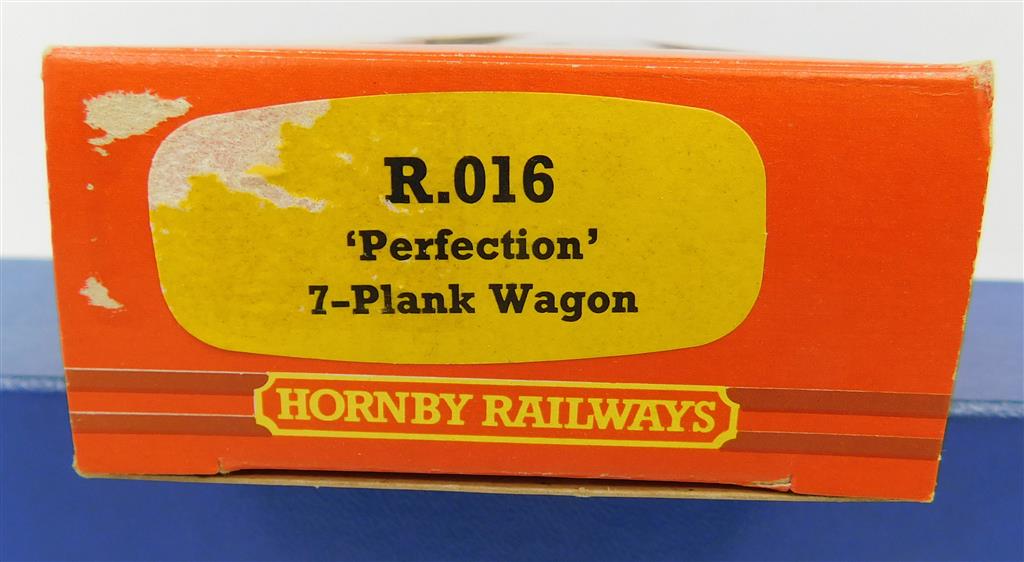 R.016
‘Perfection’
7-Plank Wagon
HORNBY RAILWAYS